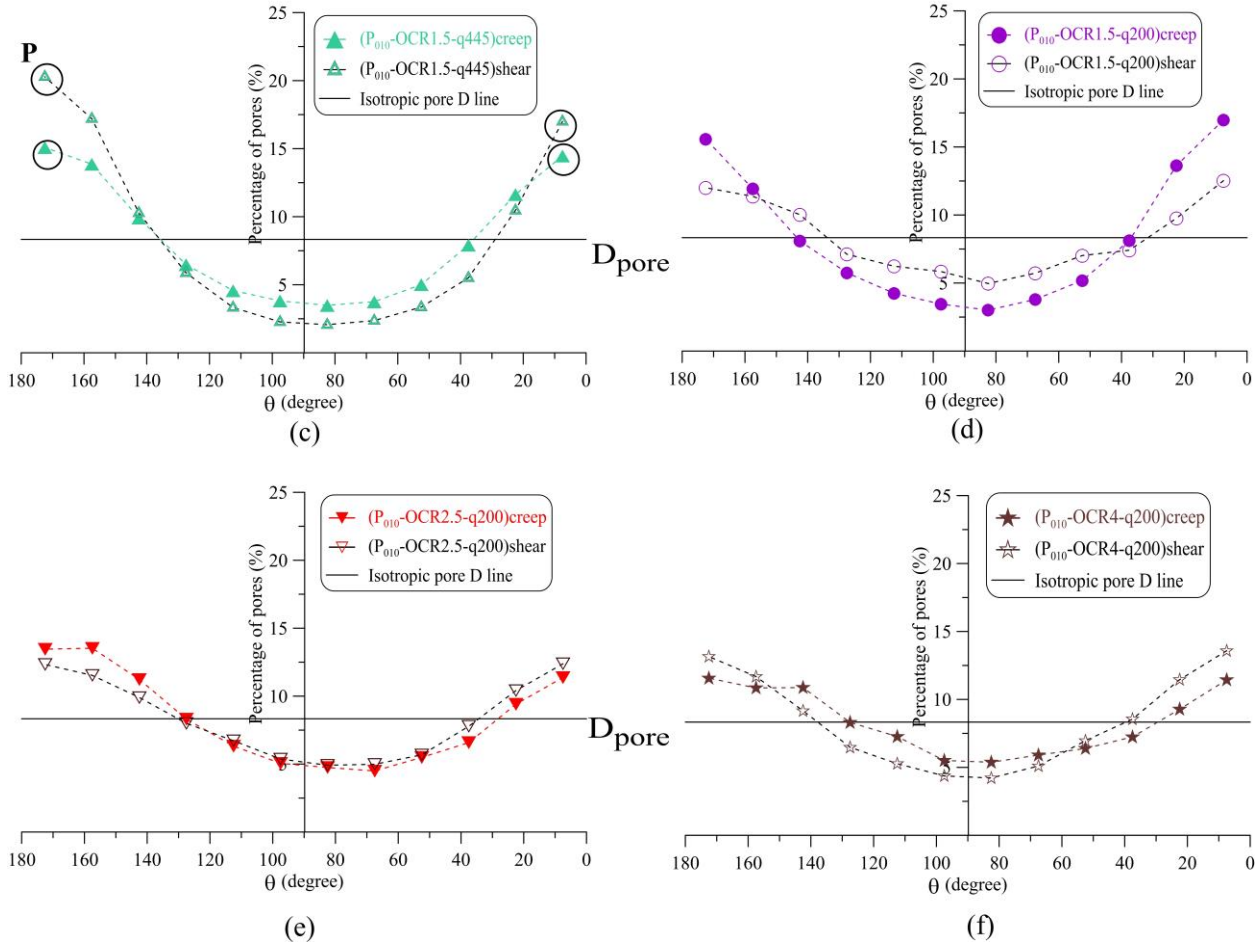 25
20
15
10
5
Percentage of pores (%)
P
(P₀₁₀-OCR1.5-q445)creep
(P₀₁₀-OCR1.5-q445)shear
Isotropic pore D line
180 160 140 120 100 80 60 40 20 0
θ (degree)
(c)
D_pore
25
20
15
10
5
Percentage of pores (%)
(P₀₁₀-OCR1.5-q200)creep
(P₀₁₀-OCR1.5-q200)shear
Isotropic pore D line
180 160 140 120 100 80 60 40 20 0
θ (degree)
(d)
25
20
15
10
5
Percentage of pores (%)
(P₀₁₀-OCR2.5-q200)creep
(P₀₁₀-OCR2.5-q200)shear
Isotropic pore D line
180 160 140 120 100 80 60 40 20 0
θ (degree)
(e)
D_pore
25
20
15
10
5
Percentage of pores (%)
(P₀₁₀-OCR4-q200)creep
(P₀₁₀-OCR4-q200)shear
Isotropic pore D line
180 160 140 120 100 80 60 40 20 0
θ (degree)
(f)